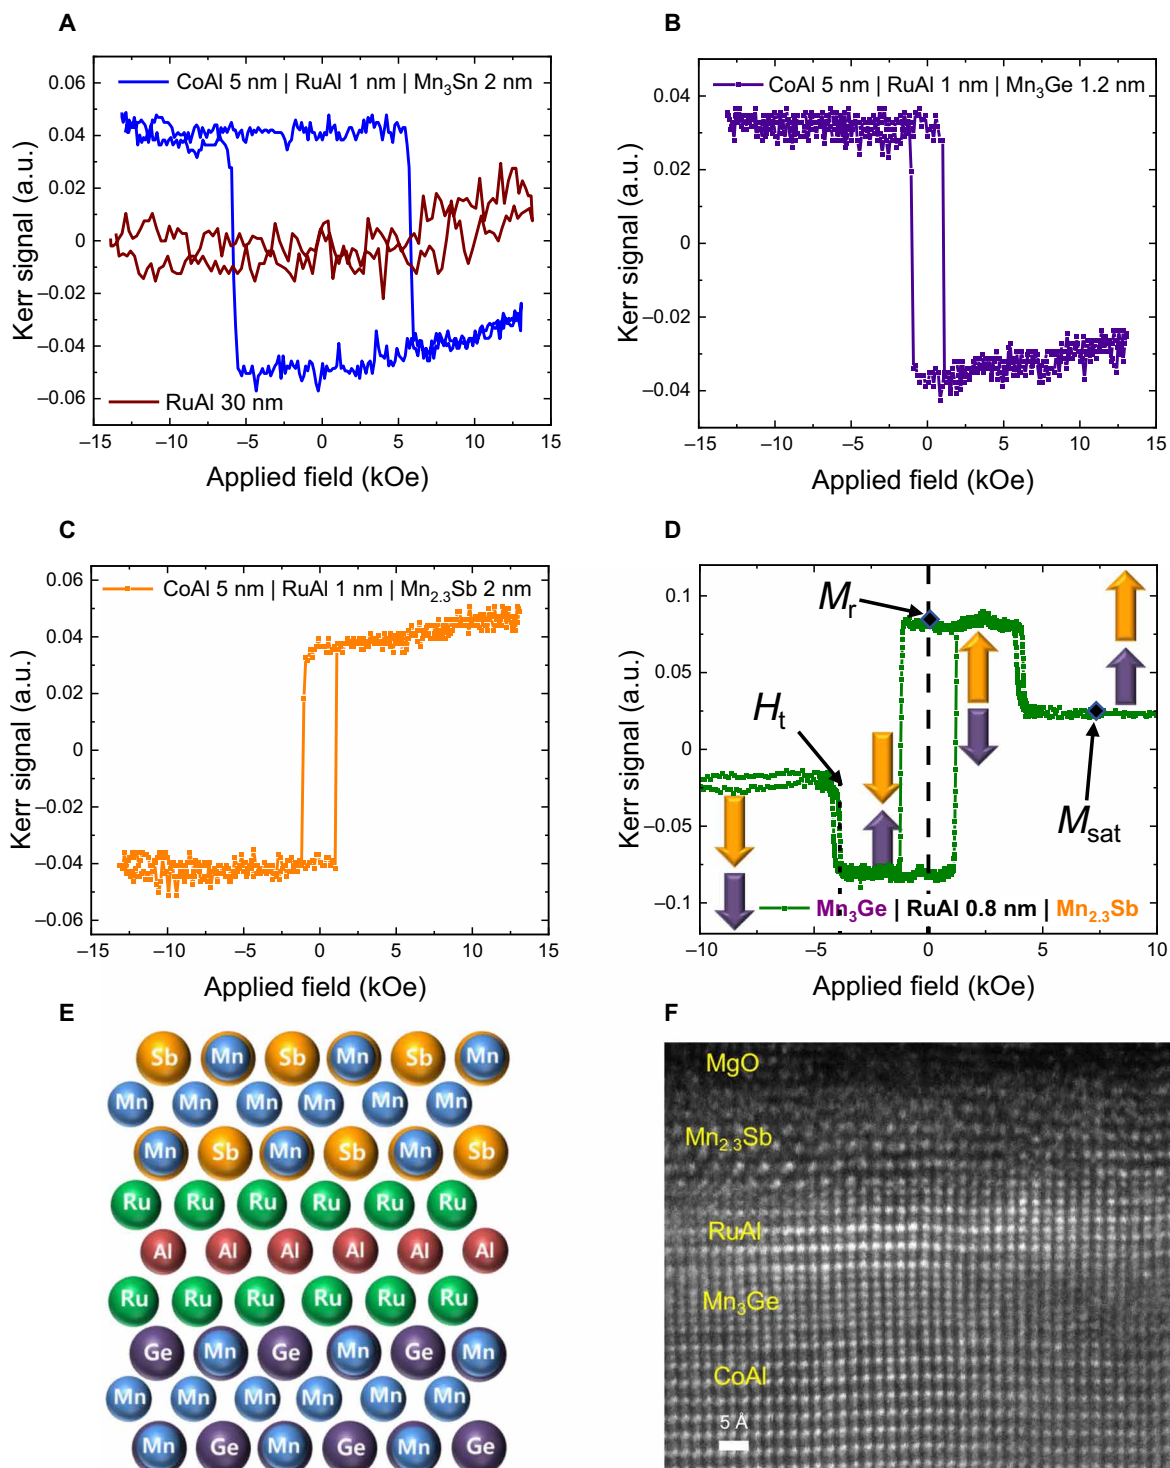 A
CoAl 5 nm | RuAl 1 nm | Mn₃Sn 2 nm
RuAl 30 nm
Kerr signal (a.u.)
0.06
0.04
0.02
0
−0.02
−0.04
−0.06
−15 −10 −5 0 5 10 15
Applied field (kOe)
B
CoAl 5 nm | RuAl 1 nm | Mn₃Ge 1.2 nm
Kerr signal (a.u.)
0.04
0.02
0
−0.02
−0.04
−15 −10 −5 0 5 10 15
Applied field (kOe)
C
CoAl 5 nm | RuAl 1 nm | Mn₂.₃Sb 2 nm
Kerr signal (a.u.)
0.06
0.04
0.02
0
−0.02
−0.04
−0.06
−15 −10 −5 0 5 10 15
Applied field (kOe)
D
Mᵣ
Hₜ
M_sat
Mn₃Ge | RuAl 0.8 nm | Mn₂.₃Sb
Kerr signal (a.u.)
0.1
0.05
0
−0.05
−0.1
−10 −5 0 5 10
Applied field (kOe)
E
Sb Mn Sb Mn Sb Mn
Mn Mn Mn Mn Mn Mn
Mn Sb Mn Sb Mn Sb
Ru Ru Ru Ru Ru Ru
Al Al Al Al Al Al
Ru Ru Ru Ru Ru Ru
Ge Mn Ge Mn Ge Mn
Mn Mn Mn Mn Mn Mn
Mn Ge Mn Ge Mn Ge
F
MgO
Mn₂.₃Sb
RuAl
Mn₃Ge
CoAl
5 Å